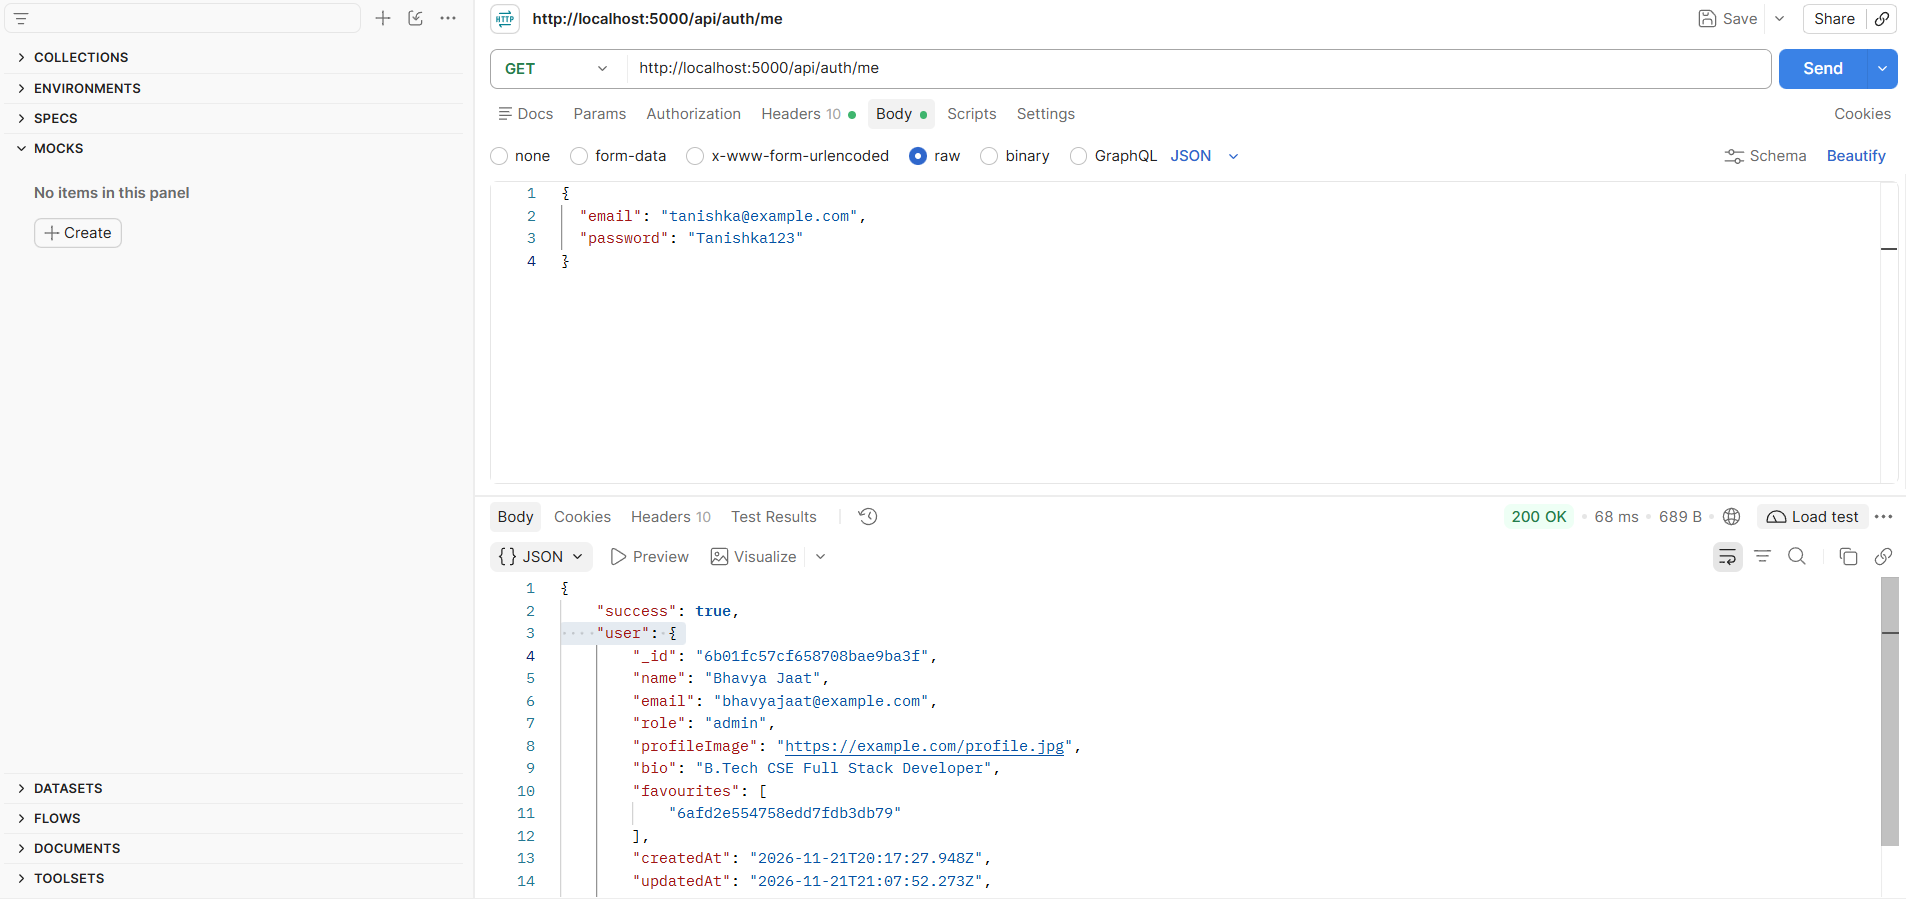 COLLECTIONS
ENVIRONMENTS
SPECS
MOCKS
No items in this panel
Create
DATASETS
FLOWS
DOCUMENTS
TOOLSETS
HTTP http://localhost:5000/api/auth/me Save Share
GET http://localhost:5000/api/auth/me Send
Docs Params Authorization Headers 10 Body Scripts Settings Cookies
none form-data x-www-form-urlencoded raw binary GraphQL JSON Schema Beautify
1 {
2 "email": "tanishka@example.com",
3 "password": "Tanishka123"
4 }
Body Cookies Headers 10 Test Results 200 OK 68 ms 689 B Load test
{} JSON Preview Visualize
1 {
2 "success": true,
3 "user": {
4 "_id": "6b01fc57cf658708bae9ba3f",
5 "name": "Bhavya Jaat",
6 "email": "bhavyajaat@example.com",
7 "role": "admin",
8 "profileImage": "https://example.com/profile.jpg",
9 "bio": "B.Tech CSE Full Stack Developer",
10 "favourites": [
11 "6afd2e554758edd7fdb3db79"
12 ],
13 "createdAt": "2026-11-21T20:17:27.948Z",
14 "updatedAt": "2026-11-21T21:07:52.273Z",